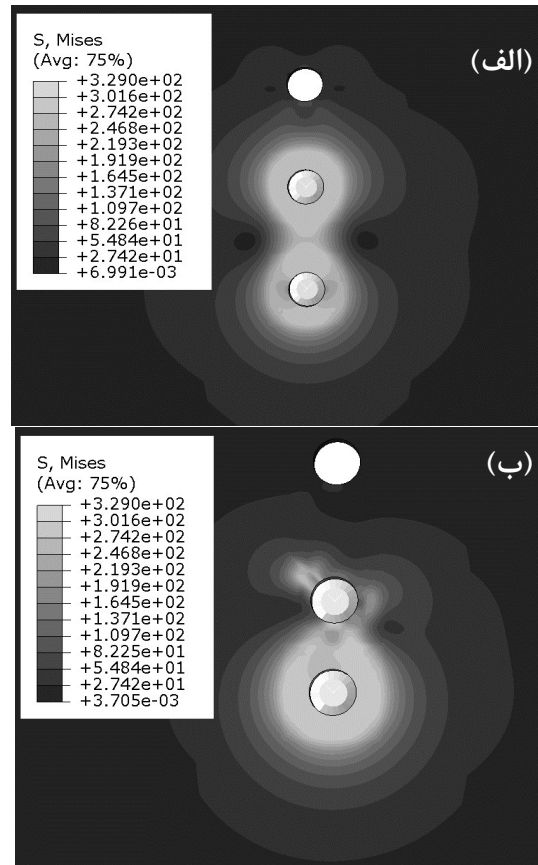 (الف)
S, Mises
(Avg: 75%)
+3.290e+02
+3.016e+02
+2.742e+02
+2.468e+02
+2.193e+02
+1.919e+02
+1.645e+02
+1.371e+02
+1.097e+02
+8.226e+01
+5.484e+01
+2.742e+01
+6.991e-03
(ب)
S, Mises
(Avg: 75%)
+3.290e+02
+3.016e+02
+2.742e+02
+2.468e+02
+2.193e+02
+1.919e+02
+1.645e+02
+1.371e+02
+1.097e+02
+8.225e+01
+5.484e+01
+2.742e+01
+3.705e-03